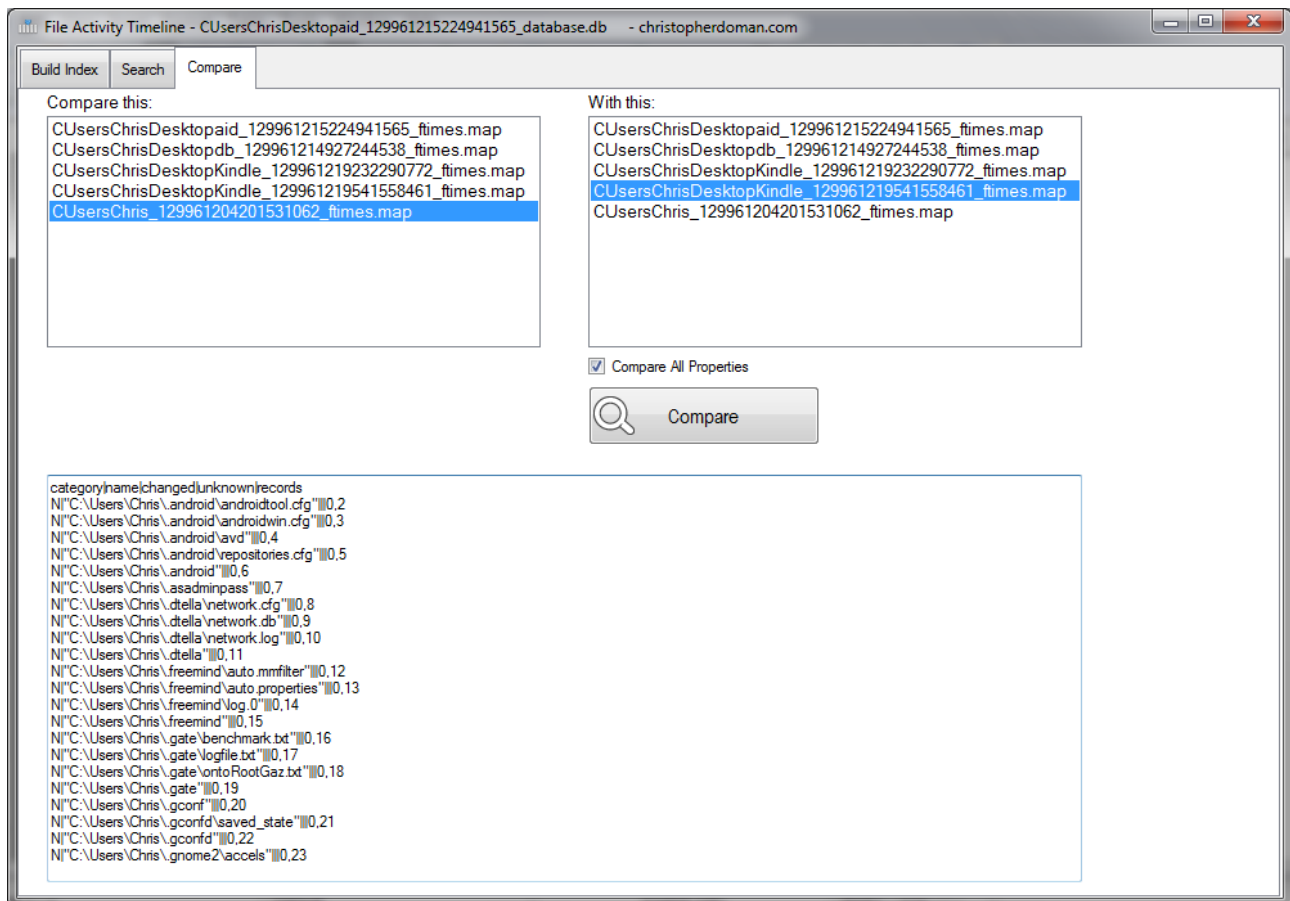 File Activity Timeline - CUsersChrisDesktopaid_129961215224941565_database.db - christopherdoman.com
Build Index Search Compare
Compare this:
CUsersChrisDesktopaid_129961215224941565_ftimes.map
CUsersChrisDesktopdb_129961214927244538_ftimes.map
CUsersChrisDesktopKindle_129961219232290772_ftimes.map
CUsersChrisDesktopKindle_129961219541558461_ftimes.map
CUsersChris_129961204201531062_ftimes.map
With this:
CUsersChrisDesktopaid_129961215224941565_ftimes.map
CUsersChrisDesktopdb_129961214927244538_ftimes.map
CUsersChrisDesktopKindle_129961219232290772_ftimes.map
CUsersChrisDesktopKindle_129961219541558461_ftimes.map
CUsersChris_129961204201531062_ftimes.map
Compare All Properties
Compare
category|name|changed|unknown|records
N|"C:\Users\Chris\.android\androidtool.cfg"|||0,2
N|"C:\Users\Chris\.android\androidwin.cfg"|||0,3
N|"C:\Users\Chris\.android\avd"|||0,4
N|"C:\Users\Chris\.android\repositories.cfg"|||0,5
N|"C:\Users\Chris\.android"|||0,6
N|"C:\Users\Chris\.asadminpass"|||0,7
N|"C:\Users\Chris\.dtella\network.cfg"|||0,8
N|"C:\Users\Chris\.dtella\network.db"|||0,9
N|"C:\Users\Chris\.dtella\network.log"|||0,10
N|"C:\Users\Chris\.dtella"|||0,11
N|"C:\Users\Chris\.freemind\auto.mmfilter"|||0,12
N|"C:\Users\Chris\.freemind\auto.properties"|||0,13
N|"C:\Users\Chris\.freemind\log.0"|||0,14
N|"C:\Users\Chris\.freemind"|||0,15
N|"C:\Users\Chris\.gate\benchmark.txt"|||0,16
N|"C:\Users\Chris\.gate\logfile.txt"|||0,17
N|"C:\Users\Chris\.gate\ontoRootGaz.txt"|||0,18
N|"C:\Users\Chris\.gate"|||0,19
N|"C:\Users\Chris\.gconf"|||0,20
N|"C:\Users\Chris\.gconfd\saved_state"|||0,21
N|"C:\Users\Chris\.gconfd"|||0,22
N|"C:\Users\Chris\.gnome2\accels"|||0,23